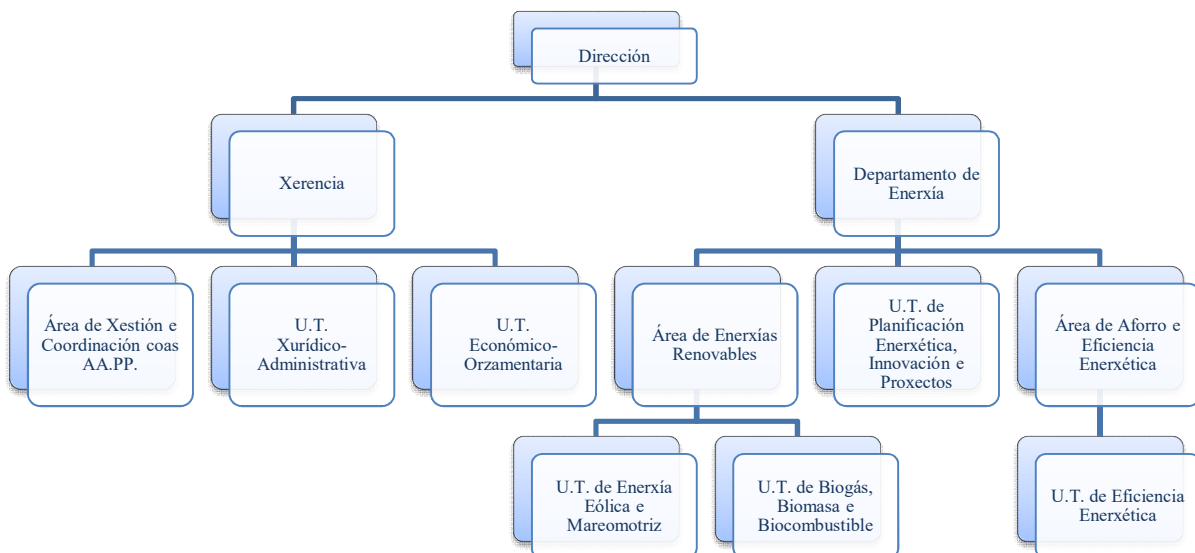 Dirección
Xerencia
Departamento de
Enerxía
Área de Xestión e
Coordinación coas
AA.PP.
U.T.
Xurídico-
Administrativa
U.T.
Económico-
Orzamentaria
Área de Enerxías
Renovables
U.T. de
Planificación
Enerxética,
Innovación e
Proxectos
Área de Aforro e
Eficiencia
Enerxética
U.T. de Enerxía
Eólica e
Mareomotriz
U.T. de Biogás,
Biomasa e
Biocombustible
U.T. de Eficiencia
Enerxética